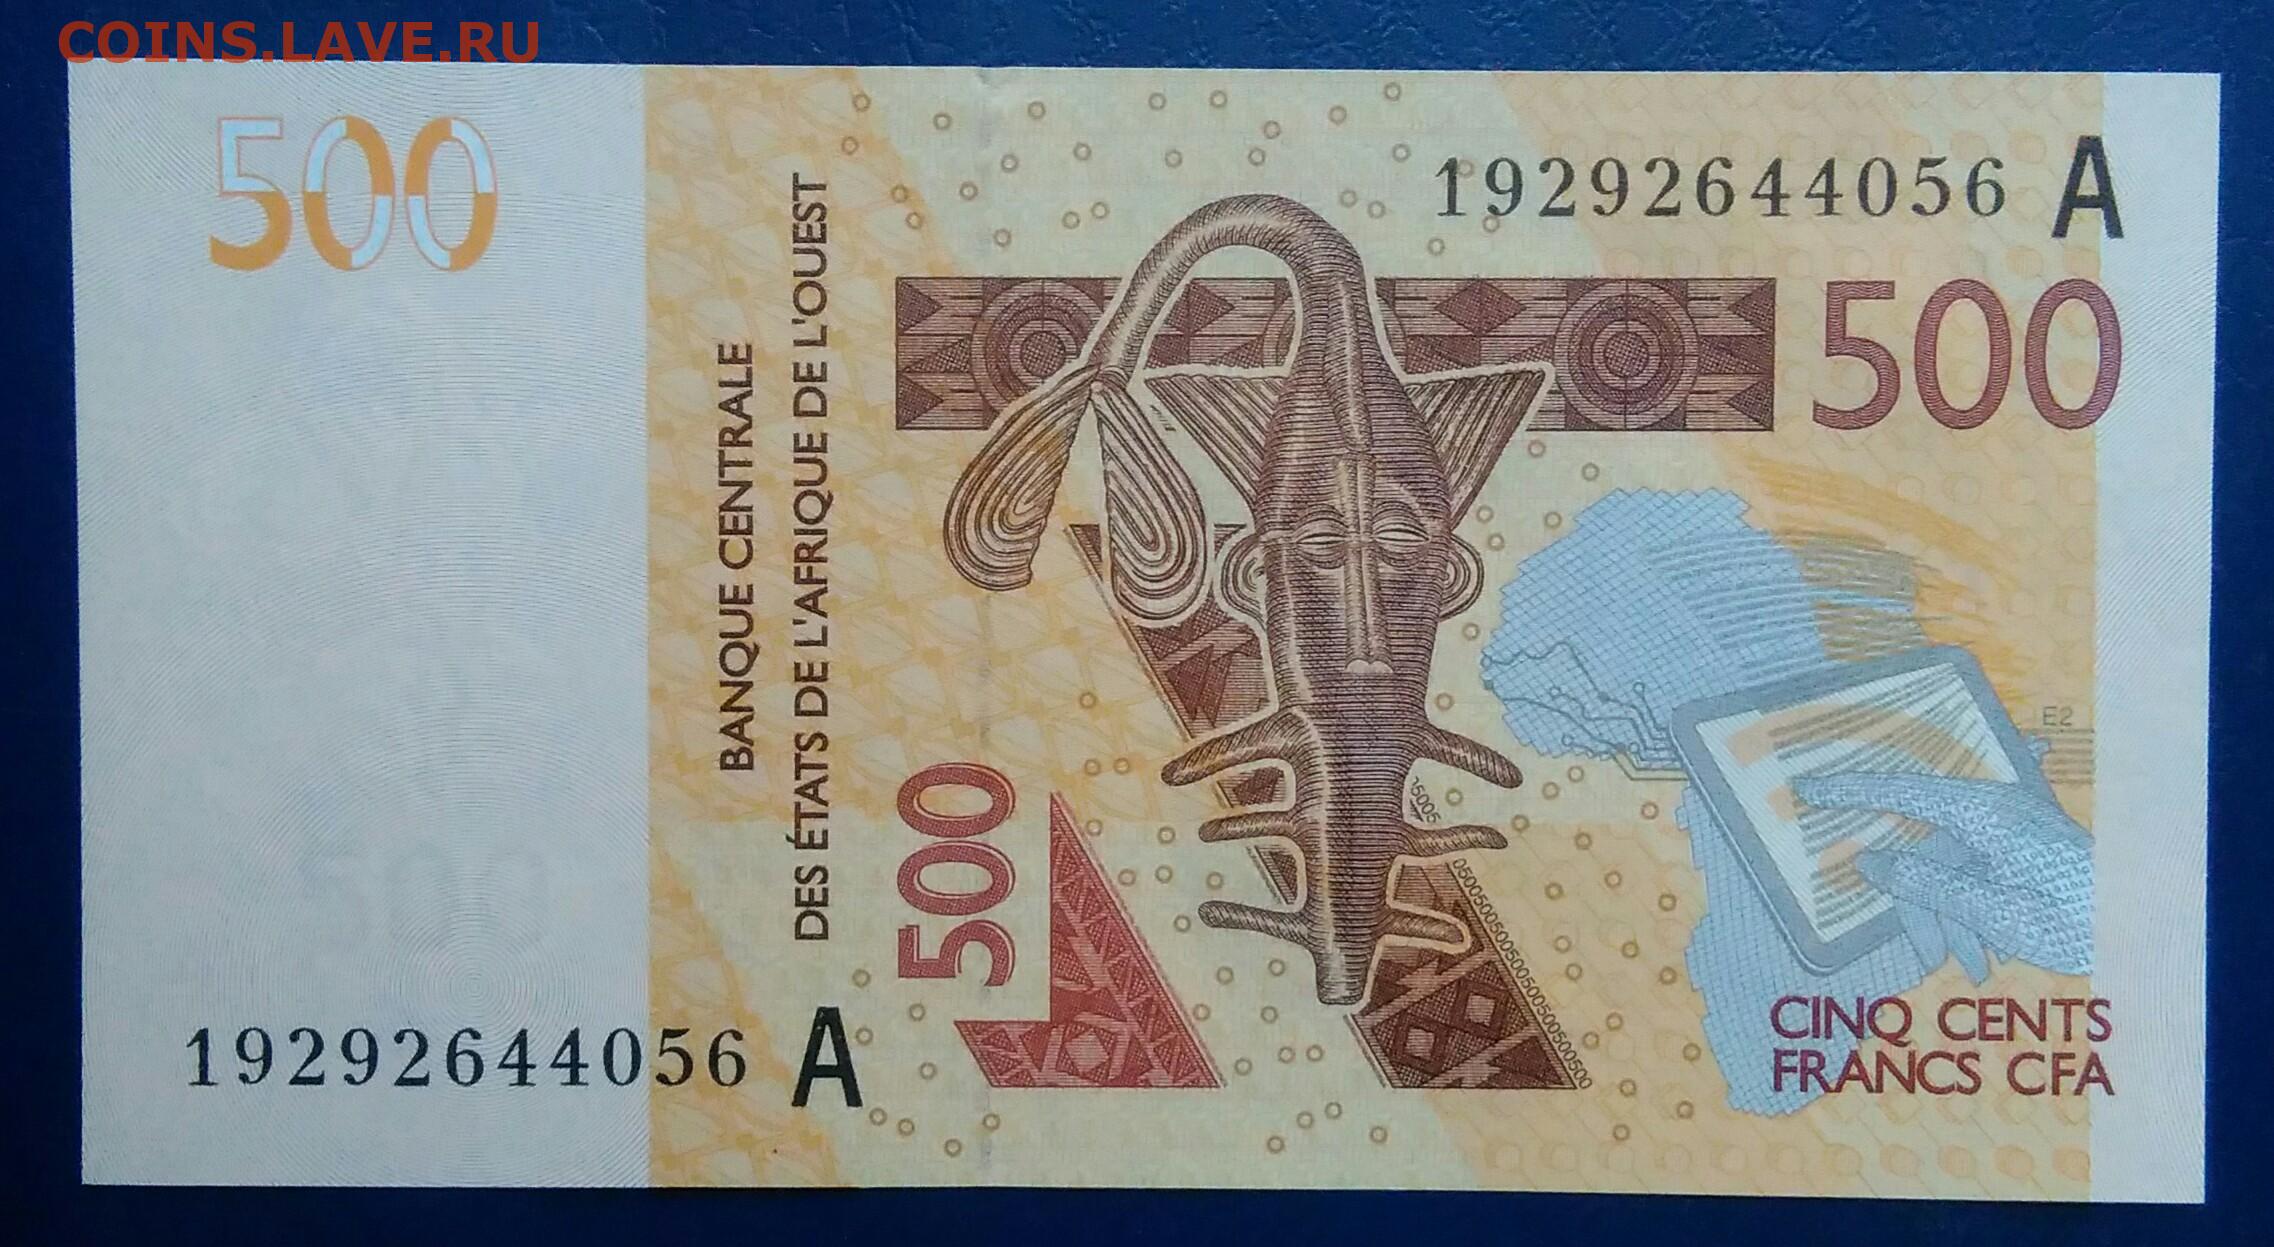 COINS.LAVE.RU
500
19292644056 A
BANQUE CENTRALE
DES ÉTATS DE L'AFRIQUE DE L'OUEST
500
500
E2
CINQ CENTS
FRANCS CFA
19292644056 A